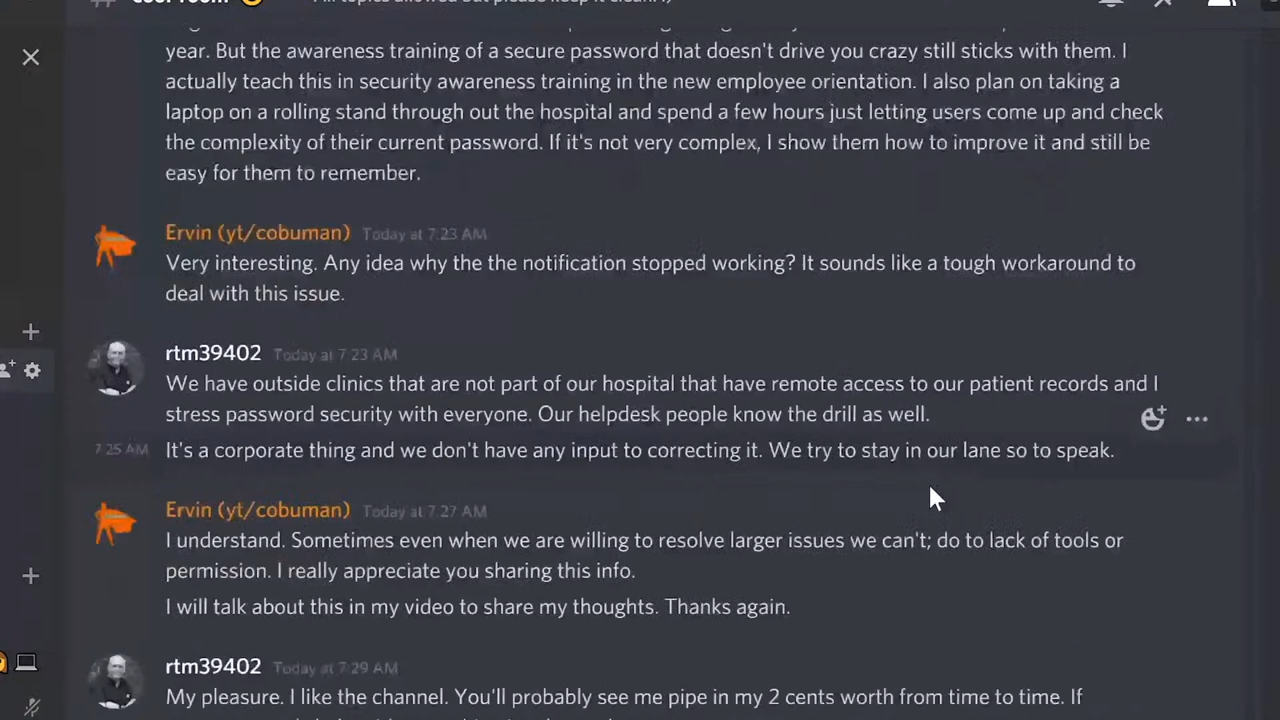 year. But the awareness training of a secure password that doesn't drive you crazy still sticks with them. I
actually teach this in security awareness training in the new employee orientation. I also plan on taking a
laptop on a rolling stand through out the hospital and spend a few hours just letting users come up and check
the complexity of their current password. If it's not very complex, I show them how to improve it and still be
easy for them to remember.
Ervin (yt/cobuman) Today at 7:23 AM
Very interesting. Any idea why the the notification stopped working? It sounds like a tough workaround to
deal with this issue.
rtm39402 Today at 7:23 AM
We have outside clinics that are not part of our hospital that have remote access to our patient records and I
stress password security with everyone. Our helpdesk people know the drill as well.
7:25 AM It's a corporate thing and we don't have any input to correcting it. We try to stay in our lane so to speak.
Ervin (yt/cobuman) Today at 7:27 AM
I understand. Sometimes even when we are willing to resolve larger issues we can't; do to lack of tools or
permission. I really appreciate you sharing this info.
I will talk about this in my video to share my thoughts. Thanks again.
rtm39402 Today at 7:29 AM
My pleasure. I like the channel. You'll probably see me pipe in my 2 cents worth from time to time. If